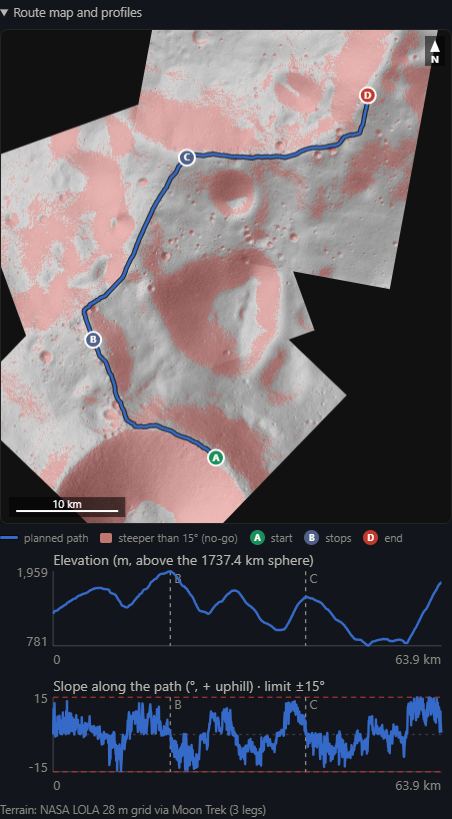 ▼ Route map and profiles
N
D
C
B
A
10 km
planned path steeper than 15° (no-go) A start B stops D end
Elevation (m, above the 1737.4 km sphere)
1,959
B C
781
0 63.9 km
Slope along the path (°, + uphill) · limit ±15°
15
B C
-15
0 63.9 km
Terrain: NASA LOLA 28 m grid via Moon Trek (3 legs)